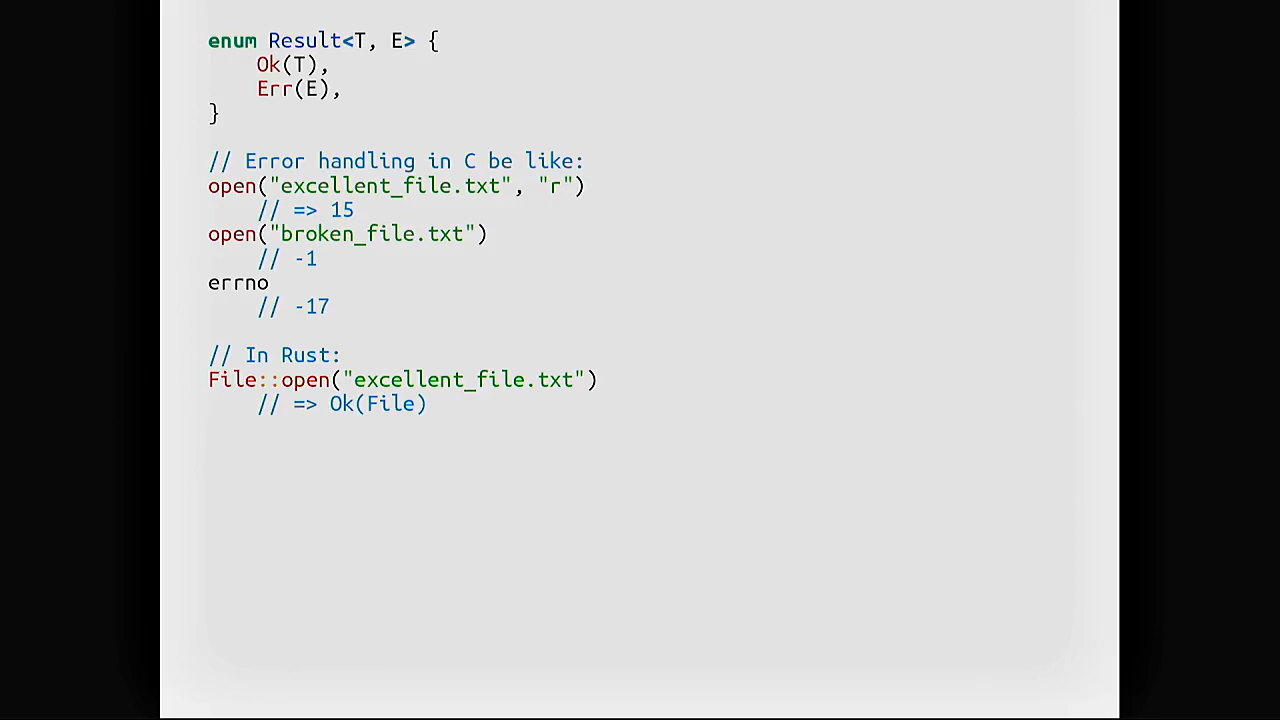 enum Result<T, E> {
    Ok(T),
    Err(E),
}
// Error handling in C be like:
open("excellent_file.txt", "r")
    // => 15
open("broken_file.txt")
    // -1
errno
    // -17
// In Rust:
File::open("excellent_file.txt")
    // => Ok(File)